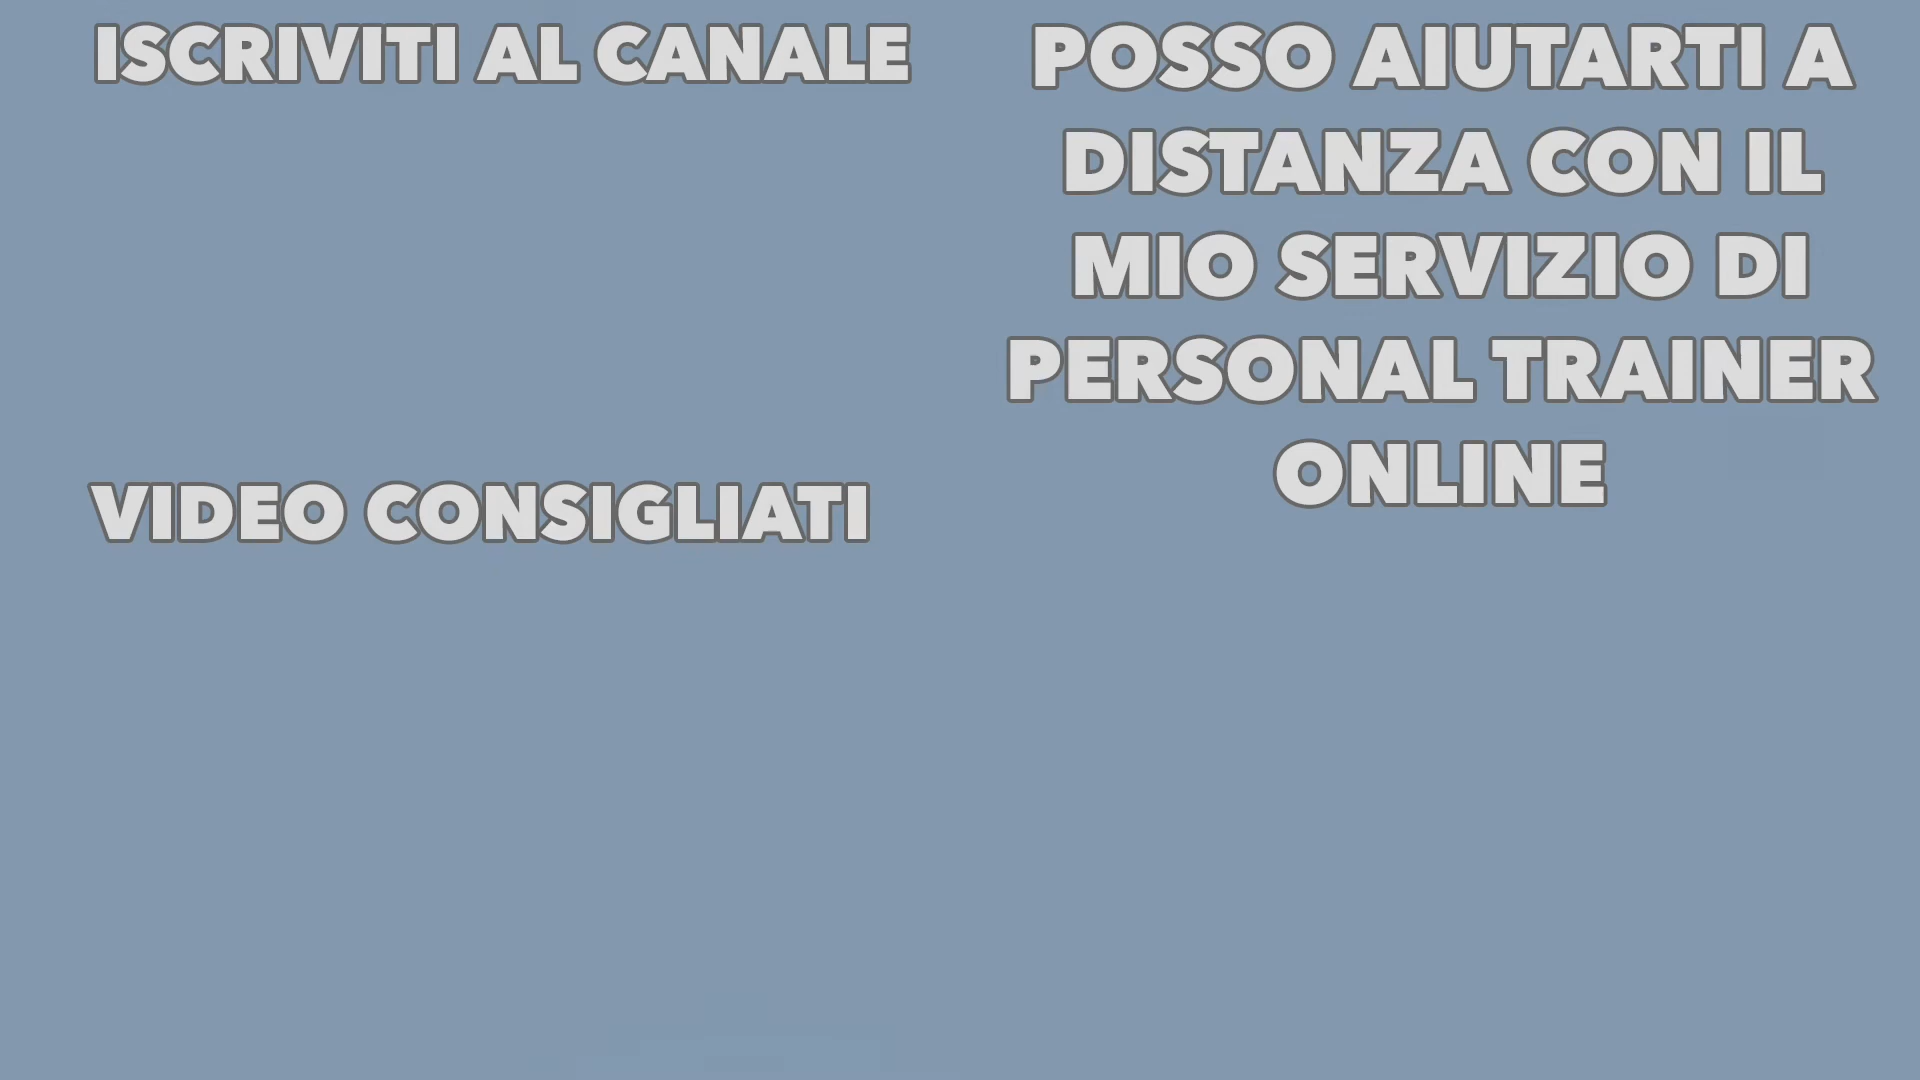 ISCRIVITI AL CANALE
VIDEO CONSIGLIATI
POSSO AIUTARTI A
DISTANZA CON IL
MIO SERVIZIO DI
PERSONAL TRAINER
ONLINE